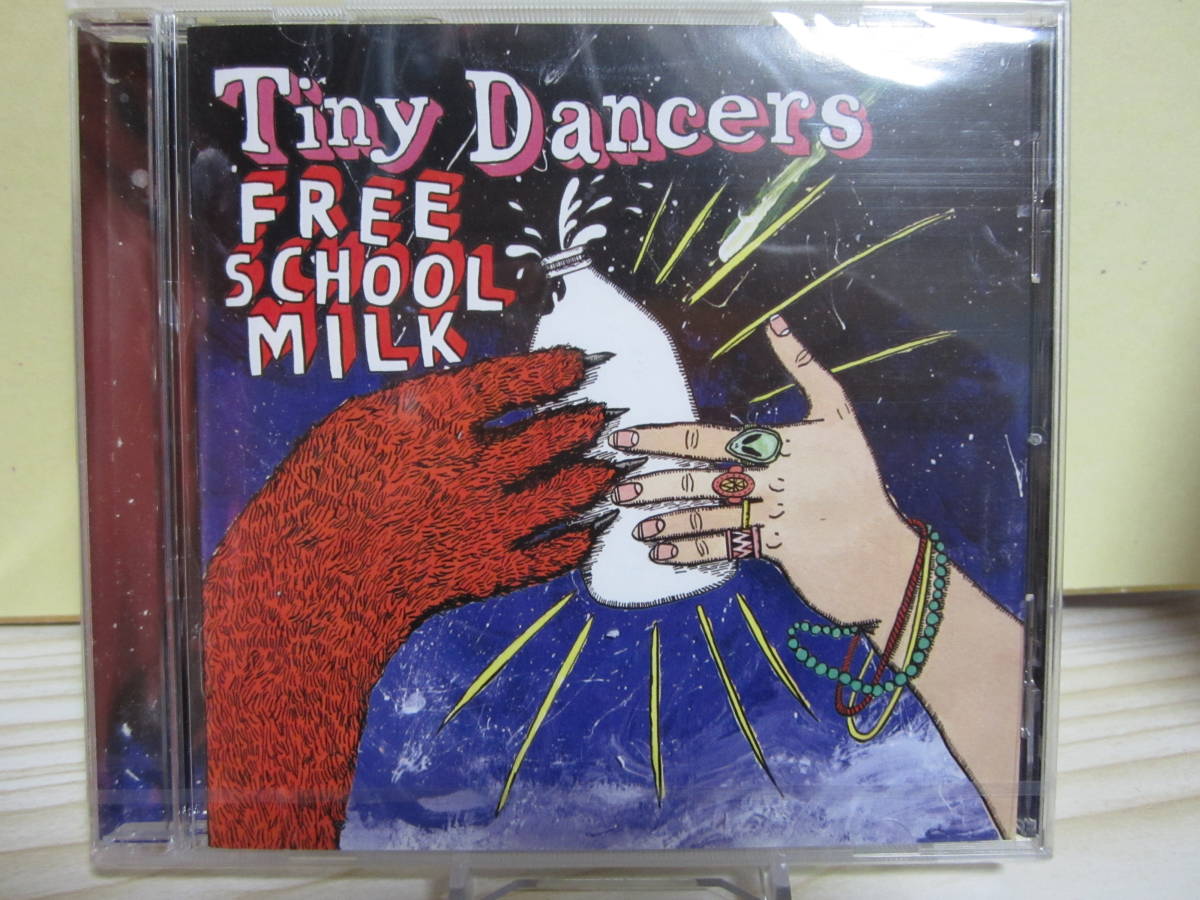 Tiny Dancers
FREE
SCHOOL
MILK